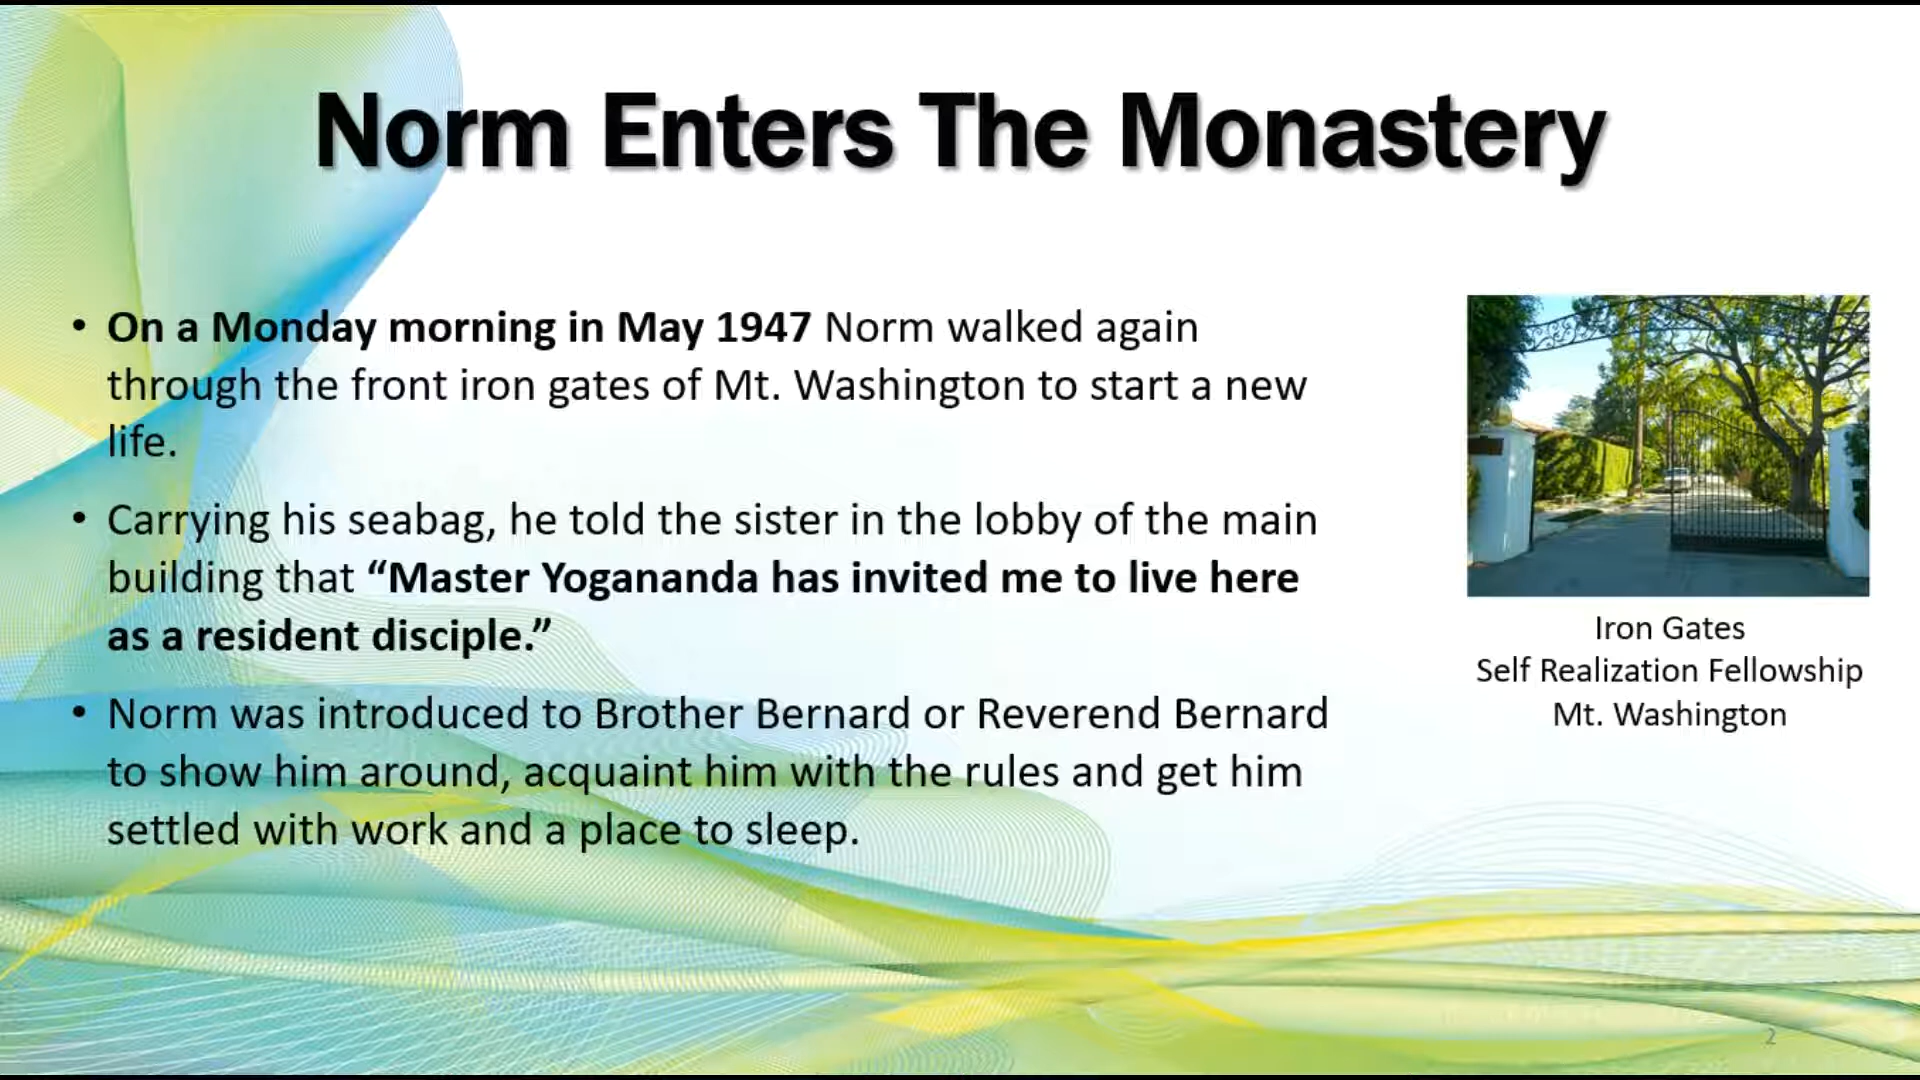 Norm Enters The Monastery
• On a Monday morning in May 1947 Norm walked again
through the front iron gates of Mt. Washington to start a new
life.
• Carrying his seabag, he told the sister in the lobby of the main
building that “Master Yogananda has invited me to live here
as a resident disciple.”
• Norm was introduced to Brother Bernard or Reverend Bernard
to show him around, acquaint him with the rules and get him
settled with work and a place to sleep.
Iron Gates
Self Realization Fellowship
Mt. Washington
2